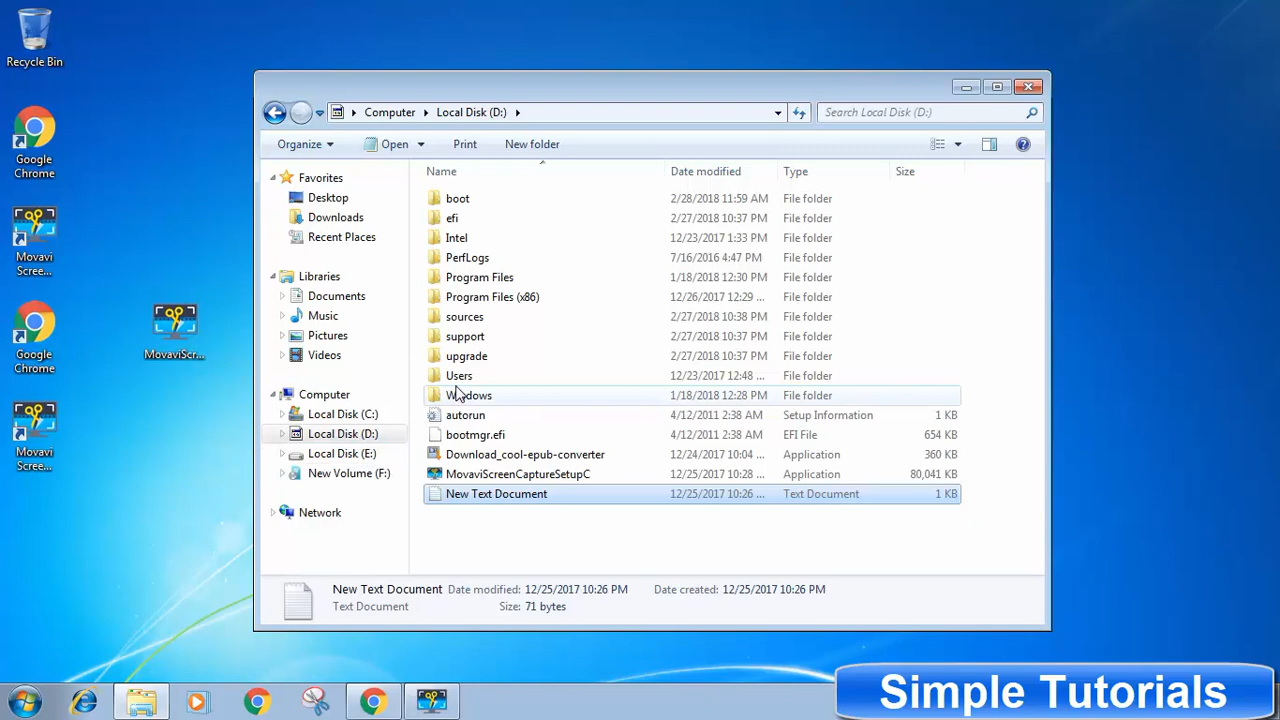 Recycle Bin
Google
Chrome
Movavi
Scree...
Google
Chrome
Movavi
Scree...
MovaviScr...
Computer
Local Disk (D:)
Search Local Disk (D:)
Organize
Open
Print
New folder
Name
Date modified
Type
Size
Favorites
Desktop
Downloads
Recent Places
Libraries
Documents
Music
Pictures
Videos
Computer
Local Disk (C:)
Local Disk (D:)
Local Disk (E:)
New Volume (F:)
Network
boot 2/28/2018 11:59 AM File folder
efi 2/27/2018 10:37 PM File folder
Intel 12/23/2017 1:33 PM File folder
PerfLogs 7/16/2016 4:47 PM File folder
Program Files 1/18/2018 12:30 PM File folder
Program Files (x86) 12/26/2017 12:29 ... File folder
sources 2/27/2018 10:38 PM File folder
support 2/27/2018 10:37 PM File folder
upgrade 2/27/2018 10:37 PM File folder
Users 12/23/2017 12:48 ... File folder
Windows 1/18/2018 12:28 PM File folder
autorun 4/12/2011 2:38 AM Setup Information 1 KB
bootmgr.efi 4/12/2011 2:38 AM EFI File 654 KB
Download_cool-epub-converter 12/24/2017 10:04 ... Application 360 KB
MovaviScreenCaptureSetupC 12/25/2017 10:28 ... Application 80,041 KB
New Text Document 12/25/2017 10:26 ... Text Document 1 KB
New Text Document Date modified: 12/25/2017 10:26 PM Date created: 12/25/2017 10:26 PM
Text Document Size: 71 bytes
Simple Tutorials